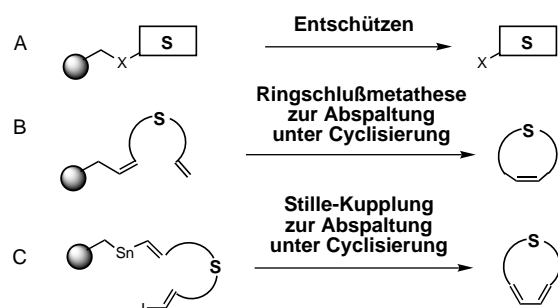 A
X
S
Entschützen
X
S
B
S
Ringschlußmetathese
zur Abspaltung
unter Cyclisierung
S
C
Sn
S
I
Stille-Kupplung
zur Abspaltung
unter Cyclisierung
S